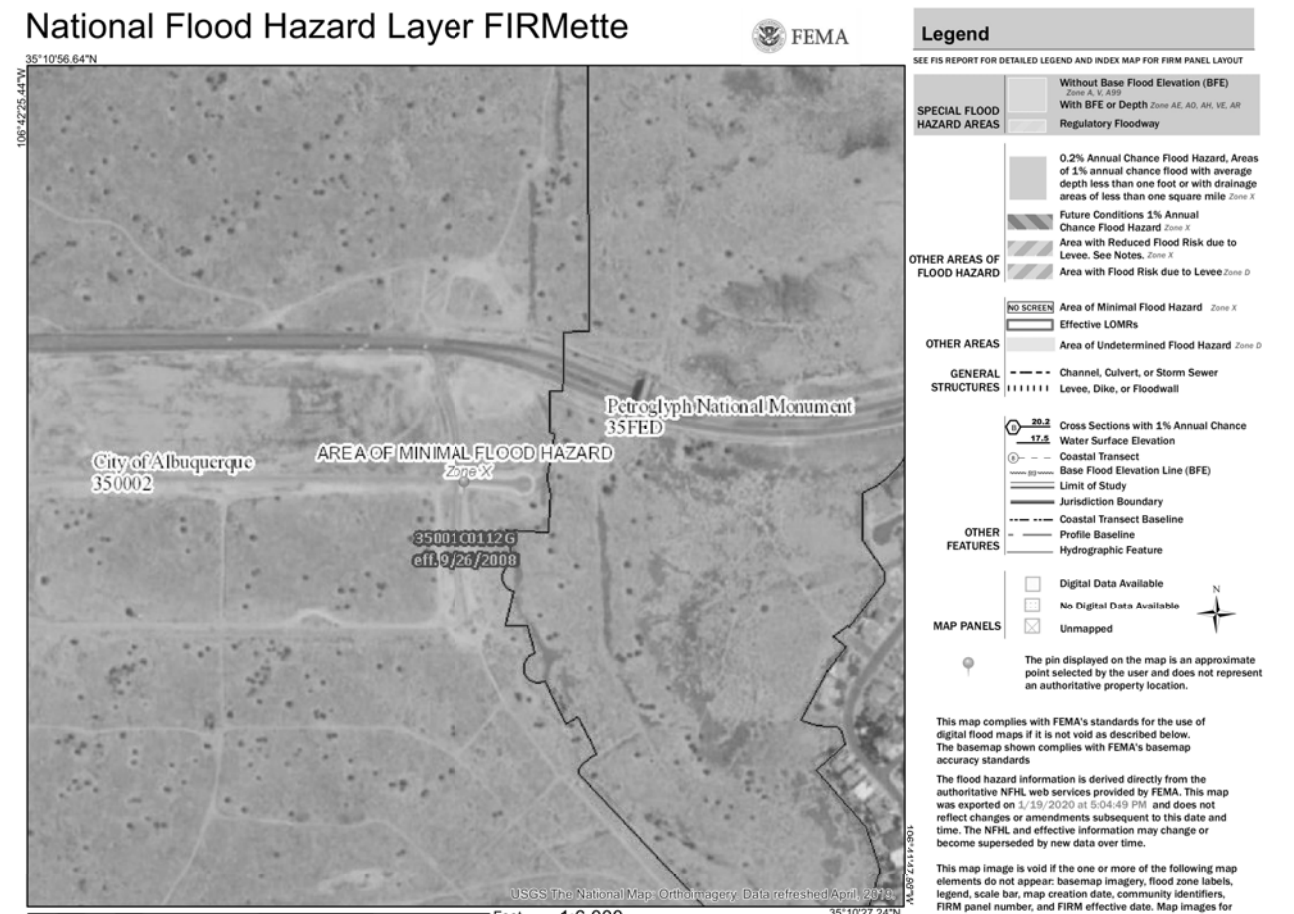 National Flood Hazard Layer FIRMette
FEMA
35°10'56.64"N
106°42'25.44"W
Petroglyph National Monument
35FED
AREA OF MINIMAL FLOOD HAZARD
Zone X
City of Albuquerque
350002
35001C0112G
eff. 9/26/2008
USGS The National Map: Orthoimagery. Data refreshed April, 2019.
106°41'47.98"W
Feet 1:6,000
35°10'27.24"N
Legend
SEE FIS REPORT FOR DETAILED LEGEND AND INDEX MAP FOR FIRM PANEL LAYOUT
SPECIAL FLOOD
HAZARD AREAS
Without Base Flood Elevation (BFE)
Zone A, V, A99
With BFE or Depth Zone AE, AO, AH, VE, AR
Regulatory Floodway
OTHER AREAS OF
FLOOD HAZARD
0.2% Annual Chance Flood Hazard, Areas
of 1% annual chance flood with average
depth less than one foot or with drainage
areas of less than one square mile Zone X
Future Conditions 1% Annual
Chance Flood Hazard Zone X
Area with Reduced Flood Risk due to
Levee. See Notes. Zone X
Area with Flood Risk due to Levee Zone D
OTHER AREAS
NO SCREEN Area of Minimal Flood Hazard Zone X
Effective LOMRs
Area of Undetermined Flood Hazard Zone D
GENERAL
STRUCTURES
Channel, Culvert, or Storm Sewer
Levee, Dike, or Floodwall
OTHER
FEATURES
B 20.2 Cross Sections with 1% Annual Chance
17.5 Water Surface Elevation
8 Coastal Transect
513 Base Flood Elevation Line (BFE)
Limit of Study
Jurisdiction Boundary
Coastal Transect Baseline
Profile Baseline
Hydrographic Feature
MAP PANELS
Digital Data Available
No Digital Data Available
Unmapped
N
The pin displayed on the map is an approximate
point selected by the user and does not represent
an authoritative property location.
This map complies with FEMA's standards for the use of
digital flood maps if it is not void as described below.
The basemap shown complies with FEMA's basemap
accuracy standards
The flood hazard information is derived directly from the
authoritative NFHL web services provided by FEMA. This map
was exported on 1/19/2020 at 5:04:49 PM and does not
reflect changes or amendments subsequent to this date and
time. The NFHL and effective information may change or
become superseded by new data over time.
This map image is void if the one or more of the following map
elements do not appear: basemap imagery, flood zone labels,
legend, scale bar, map creation date, community identifiers,
FIRM panel number, and FIRM effective date. Map images for